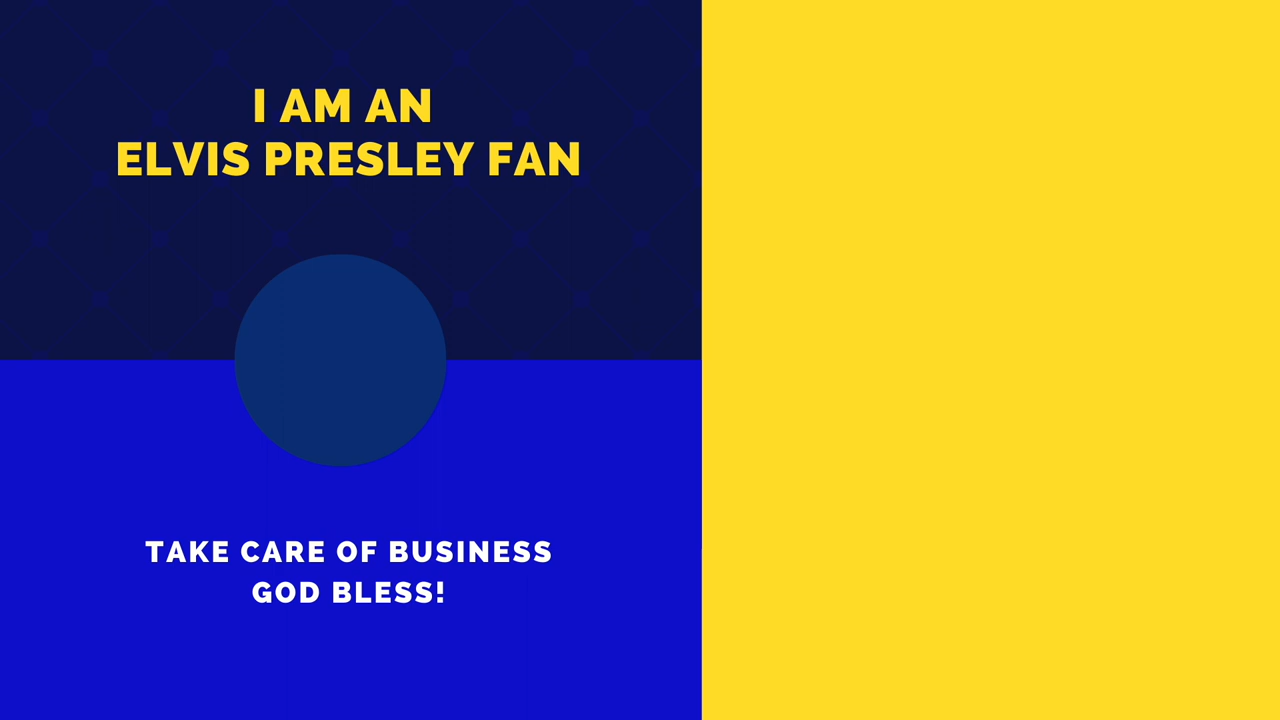 I AM AN
ELVIS PRESLEY FAN
TAKE CARE OF BUSINESS
GOD BLESS!